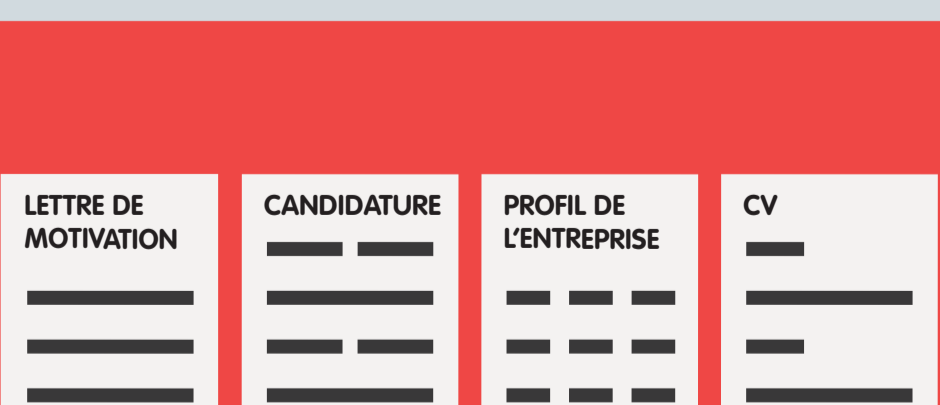 LETTRE DE
MOTIVATION
CANDIDATURE
PROFIL DE
L'ENTREPRISE
CV